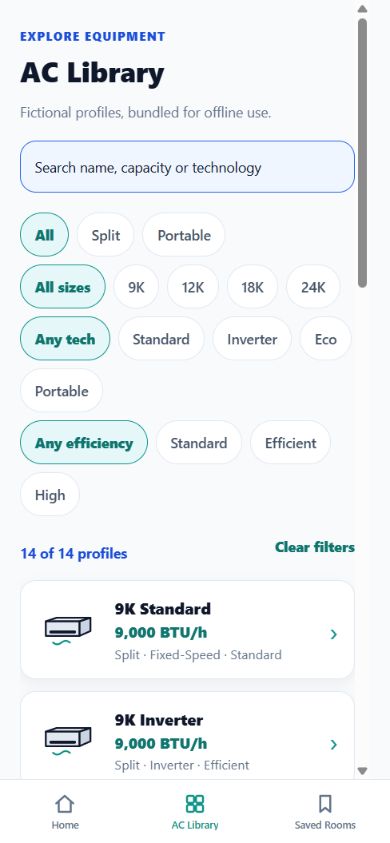 EXPLORE EQUIPMENT
AC Library
Fictional profiles, bundled for offline use.
Search name, capacity or technology
All Split Portable
All sizes 9K 12K 18K 24K
Any tech Standard Inverter Eco
Portable
Any efficiency Standard Efficient
High
14 of 14 profiles Clear filters
9K Standard
9,000 BTU/h
Split · Fixed-Speed · Standard
9K Inverter
9,000 BTU/h
Split · Inverter · Efficient
Home AC Library Saved Rooms